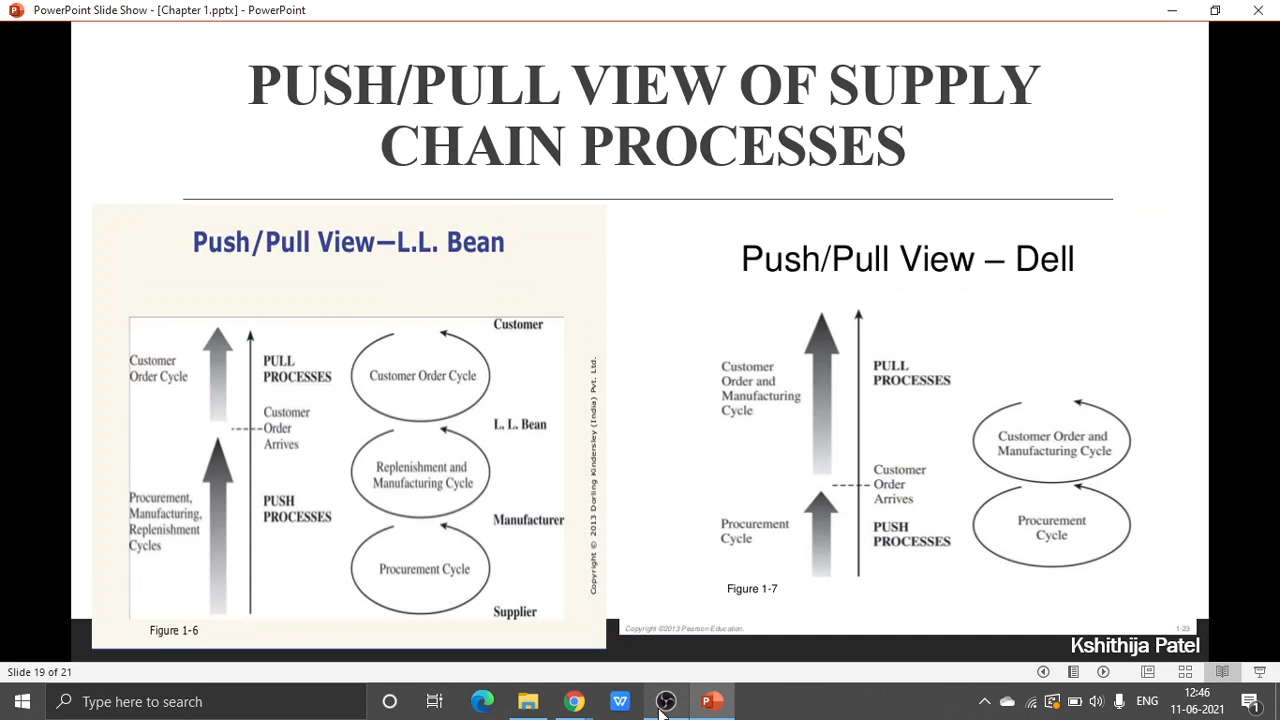 PowerPoint Slide Show - [Chapter 1.pptx] - PowerPoint
PUSH/PULL VIEW OF SUPPLY
CHAIN PROCESSES
Push/Pull View—L.L. Bean
Customer
Customer
Order Cycle
PULL
PROCESSES
Customer Order Cycle
Customer
Order
Arrives
L. L. Bean
Replenishment and
Manufacturing Cycle
Procurement,
Manufacturing,
Replenishment
Cycles
PUSH
PROCESSES
Manufacturer
Procurement Cycle
Supplier
Figure 1-6
Copyright © 2013 Dorling Kindersley (India) Pvt. Ltd.
Push/Pull View – Dell
Customer
Order and
Manufacturing
Cycle
PULL
PROCESSES
Customer Order and
Manufacturing Cycle
Customer
Order
Arrives
Procurement
Cycle
PUSH
PROCESSES
Procurement
Cycle
Figure 1-7
Copyright ©2013 Pearson Education.
1-23
Kshithija Patel
Slide 19 of 21
Type here to search
ENG
12:46
11-06-2021
1